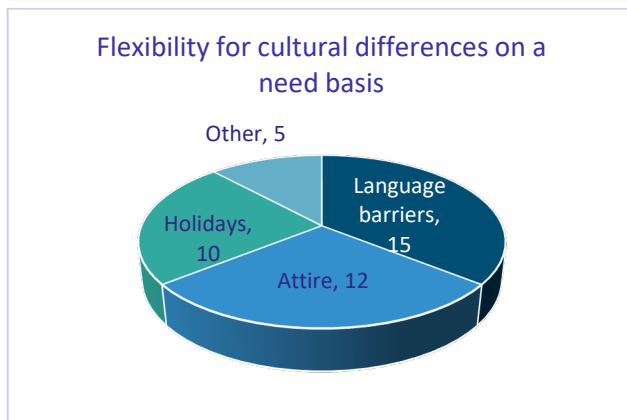 Flexibility for cultural differences on a
need basis
Other, 5
Language
barriers,
15
Holidays,
10
Attire, 12